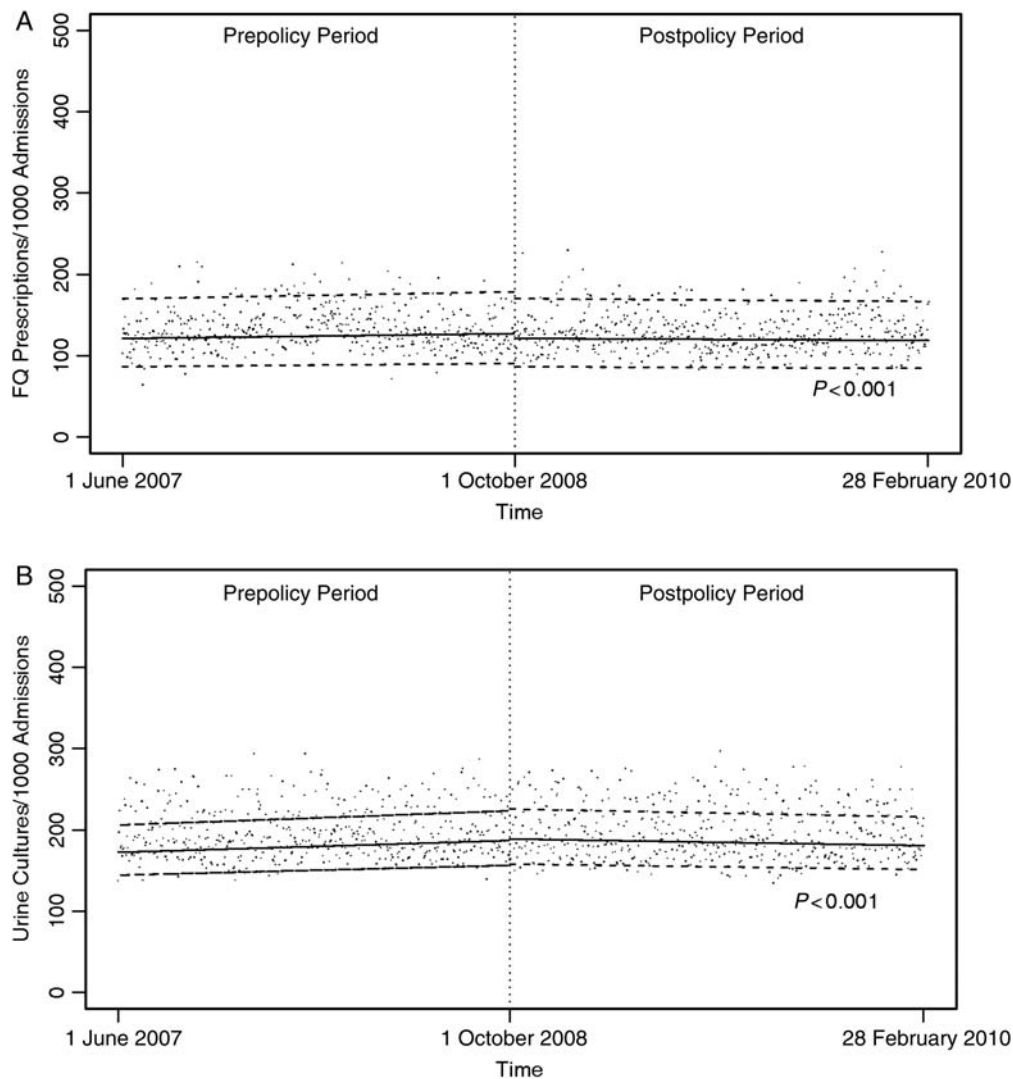 A
Prepolicy Period
Postpolicy Period
FQ Prescriptions/1000 Admissions
500
400
300
200
100
0
P<0.001
1 June 2007
1 October 2008
28 February 2010
Time
B
Prepolicy Period
Postpolicy Period
Urine Cultures/1000 Admissions
500
400
300
200
100
0
P<0.001
1 June 2007
1 October 2008
28 February 2010
Time